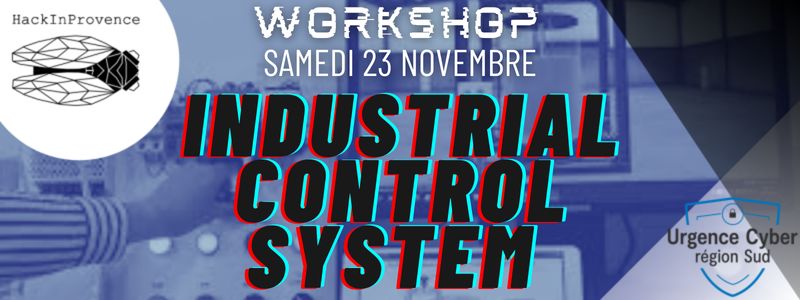 HackInProvence
WORKSHOP
SAMEDI 23 NOVEMBRE
INDUSTRIAL
CONTROL
SYSTEM
Urgence Cyber
région Sud